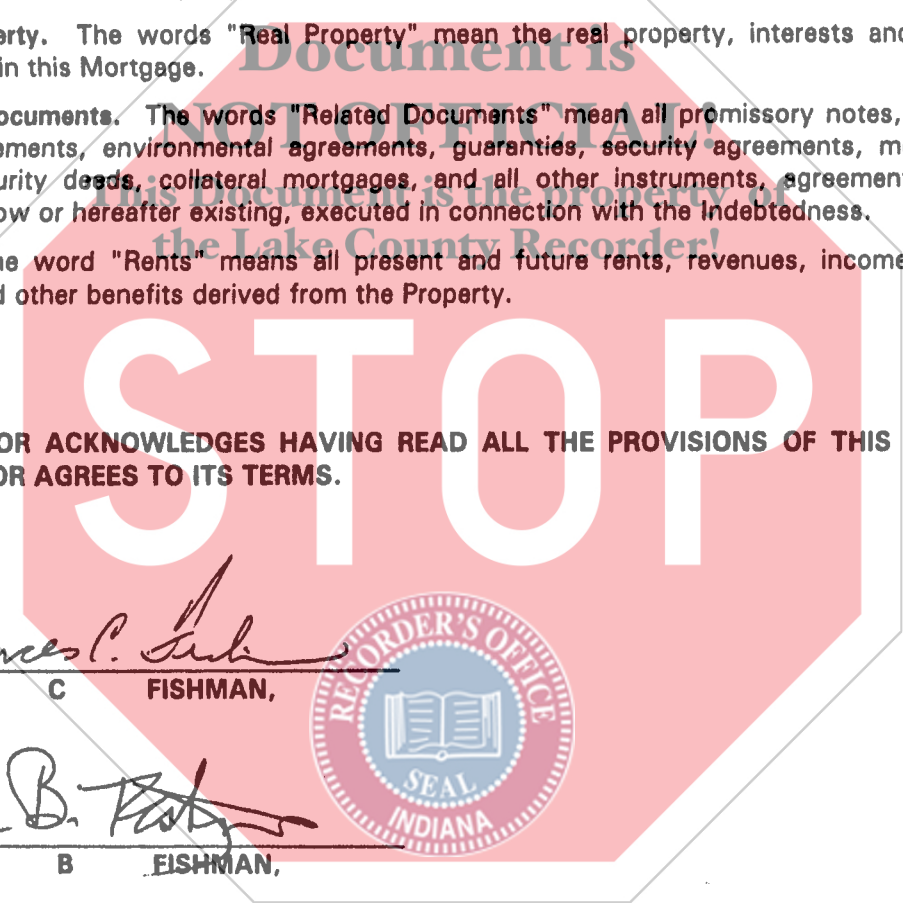 erty. The words "Real Property" mean the real property, interests and
Document is
in this Mortgage.
ocuments. The words "Related Documents" mean all promissory notes,
NOT OFFICIAL!
ements, environmental agreements, guaranties, security agreements, m
urity deeds, collateral mortgages, and all other instruments, agreement
This Document is the property of
ow or hereafter existing, executed in connection with the Indebtedness.
the Lake County Recorder!
he word "Rents" means all present and future rents, revenues, income
d other benefits derived from the Property.
STOP
OR ACKNOWLEDGES HAVING READ ALL THE PROVISIONS OF THIS
OR AGREES TO ITS TERMS.
nces C.
C FISHMAN,
RECORDER'S OFFICE
SEAL
INDIANA
B.
B FISHMAN,